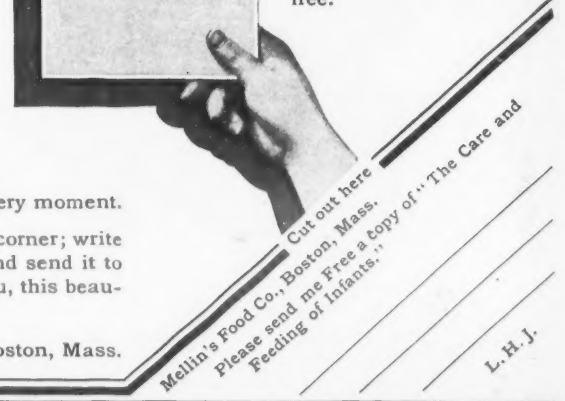 free.
ery moment.
corner; write
nd send it to
u, this beau-
oston, Mass.
Cut out here
Mellin's Food Co., Boston, Mass.
Please send me Free a copy of "The Care and
Feeding of Infants."
L. H. J.